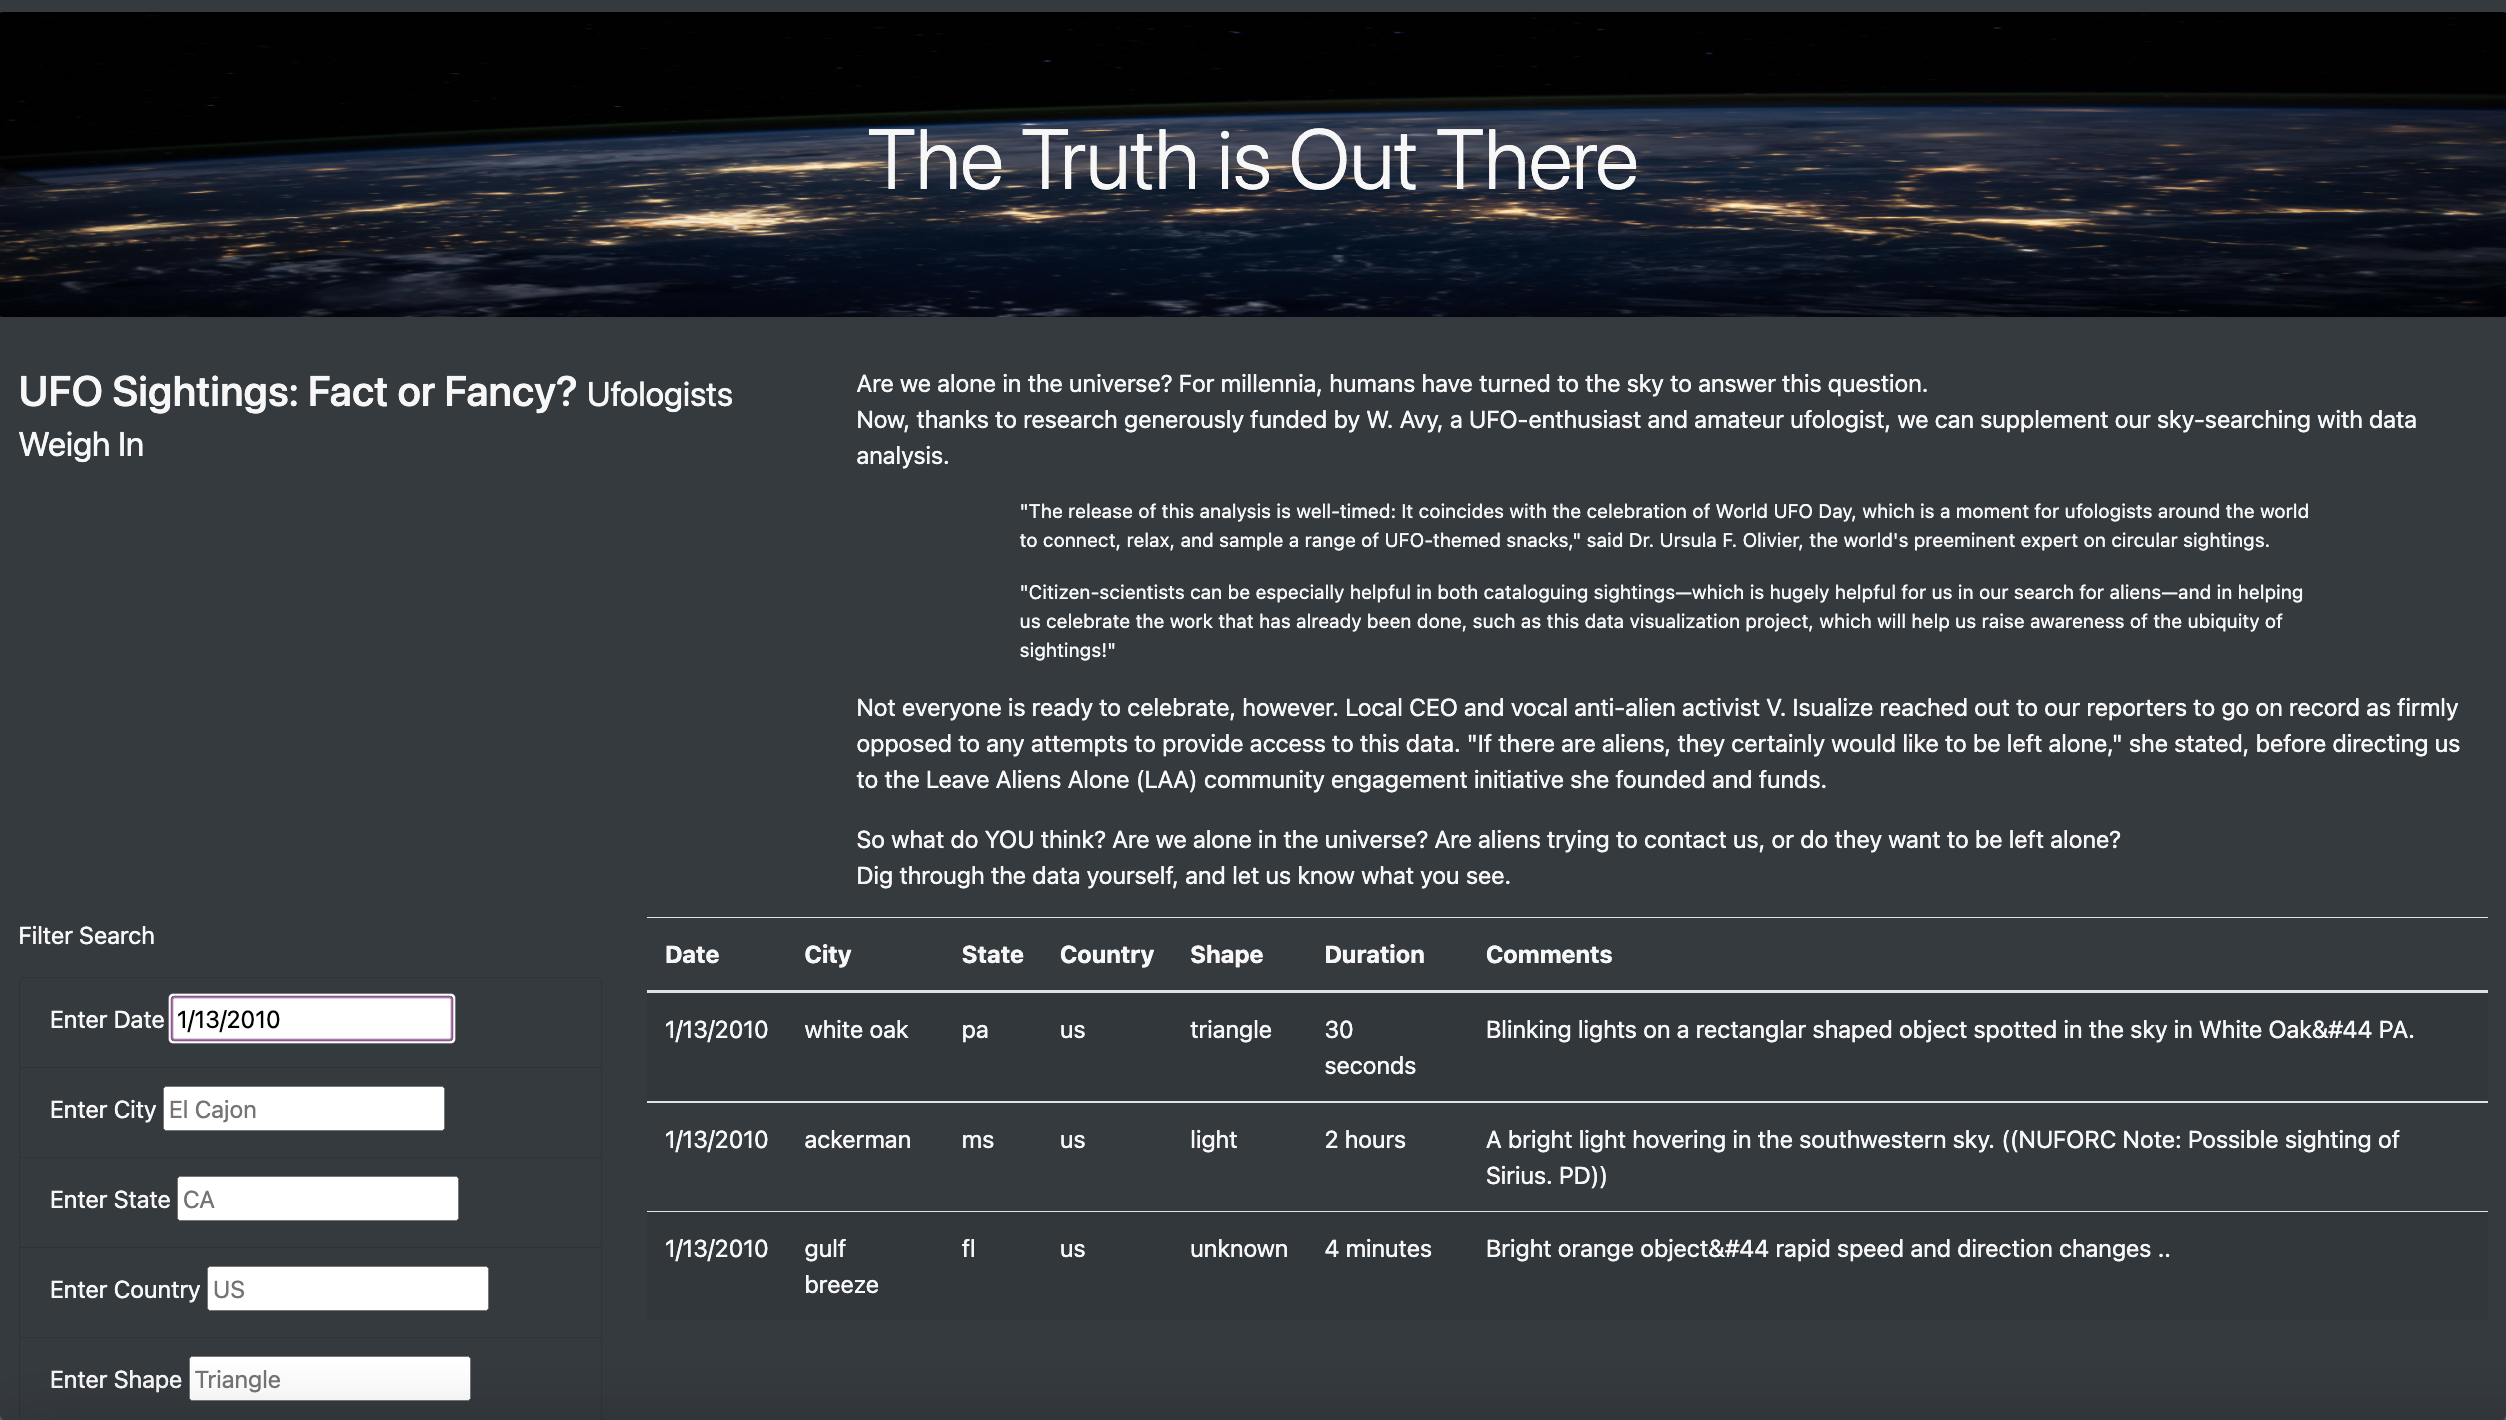 The Truth is Out There
UFO Sightings: Fact or Fancy? Ufologists
Weigh In
Are we alone in the universe? For millennia, humans have turned to the sky to answer this question.
Now, thanks to research generously funded by W. Avy, a UFO-enthusiast and amateur ufologist, we can supplement our sky-searching with data
analysis.
"The release of this analysis is well-timed: It coincides with the celebration of World UFO Day, which is a moment for ufologists around the world
to connect, relax, and sample a range of UFO-themed snacks," said Dr. Ursula F. Olivier, the world's preeminent expert on circular sightings.
"Citizen-scientists can be especially helpful in both cataloguing sightings—which is hugely helpful for us in our search for aliens—and in helping
us celebrate the work that has already been done, such as this data visualization project, which will help us raise awareness of the ubiquity of
sightings!"
Not everyone is ready to celebrate, however. Local CEO and vocal anti-alien activist V. Isualize reached out to our reporters to go on record as firmly
opposed to any attempts to provide access to this data. "If there are aliens, they certainly would like to be left alone," she stated, before directing us
to the Leave Aliens Alone (LAA) community engagement initiative she founded and funds.
So what do YOU think? Are we alone in the universe? Are aliens trying to contact us, or do they want to be left alone?
Dig through the data yourself, and let us know what you see.
Filter Search
Enter Date 1/13/2010
Enter City El Cajon
Enter State CA
Enter Country US
Enter Shape Triangle
Date City State Country Shape Duration Comments
1/13/2010 white oak pa us triangle 30 Blinking lights on a rectanglar shaped object spotted in the sky in White Oak&#44 PA.
seconds
1/13/2010 ackerman ms us light 2 hours A bright light hovering in the southwestern sky. ((NUFORC Note: Possible sighting of
Sirius. PD))
1/13/2010 gulf fl us unknown 4 minutes Bright orange object&#44 rapid speed and direction changes ..
breeze